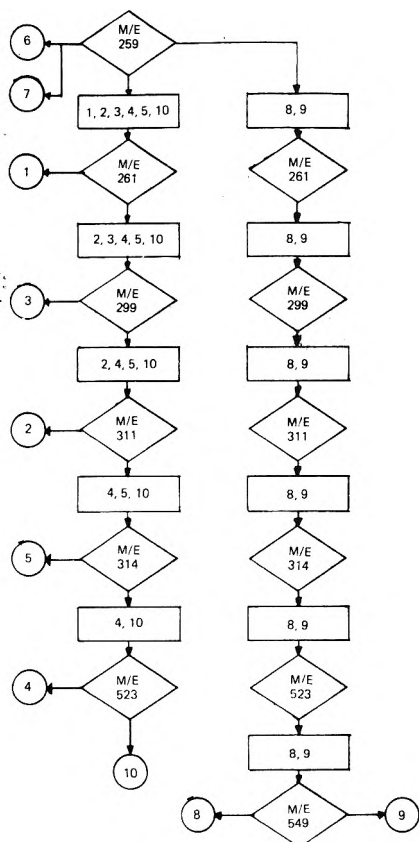 6
M/E
259
7
1, 2, 3, 4, 5, 10
8, 9
1
M/E
261
M/E
261
2, 3, 4, 5, 10
8, 9
3
M/E
299
M/E
299
2, 4, 5, 10
8, 9
2
M/E
311
M/E
311
4, 5, 10
8, 9
5
M/E
314
M/E
314
4, 10
8, 9
4
M/E
523
M/E
523
8, 9
10
8
M/E
549
9